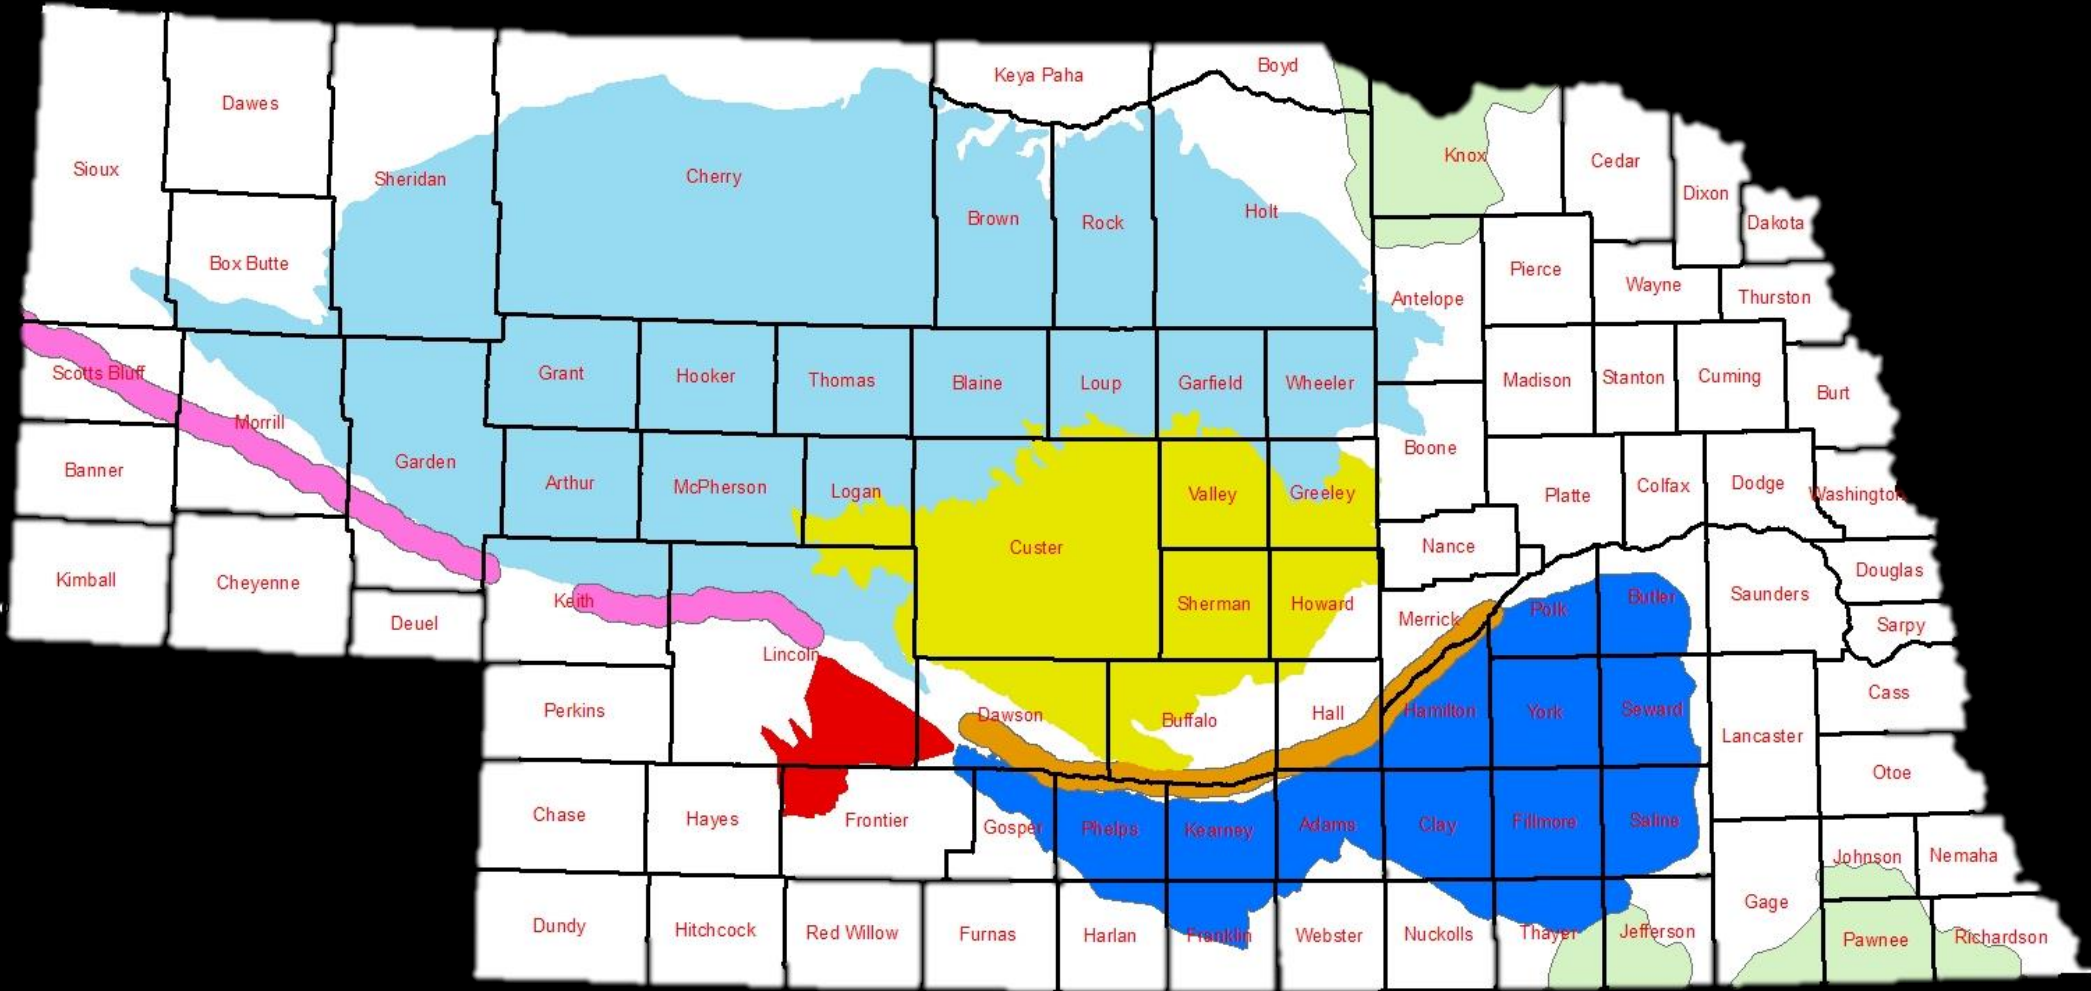 Keya Paha
Boyd
Dawes
Sioux
Sheridan
Cherry
Knox
Cedar
Dixon
Dakota
Brown
Rock
Holt
Box Butte
Pierce
Wayne
Thurston
Antelope
Scotts Bluff
Grant
Hooker
Thomas
Blaine
Loup
Garfield
Wheeler
Madison
Stanton
Cuming
Burt
Morrill
Banner
Garden
Arthur
McPherson
Logan
Valley
Greeley
Boone
Platte
Colfax
Dodge
Washington
Custer
Nance
Kimball
Cheyenne
Deuel
Keith
Sherman
Howard
Merrick
Polk
Butler
Saunders
Douglas
Sarpy
Lincoln
Perkins
Dawson
Buffalo
Hall
Hamilton
York
Seward
Lancaster
Cass
Otoe
Chase
Hayes
Frontier
Gosper
Phelps
Kearney
Adams
Clay
Fillmore
Saline
Johnson
Nemaha
Dundy
Hitchcock
Red Willow
Furnas
Harlan
Franklin
Webster
Nuckolls
Thayer
Jefferson
Gage
Pawnee
Richardson